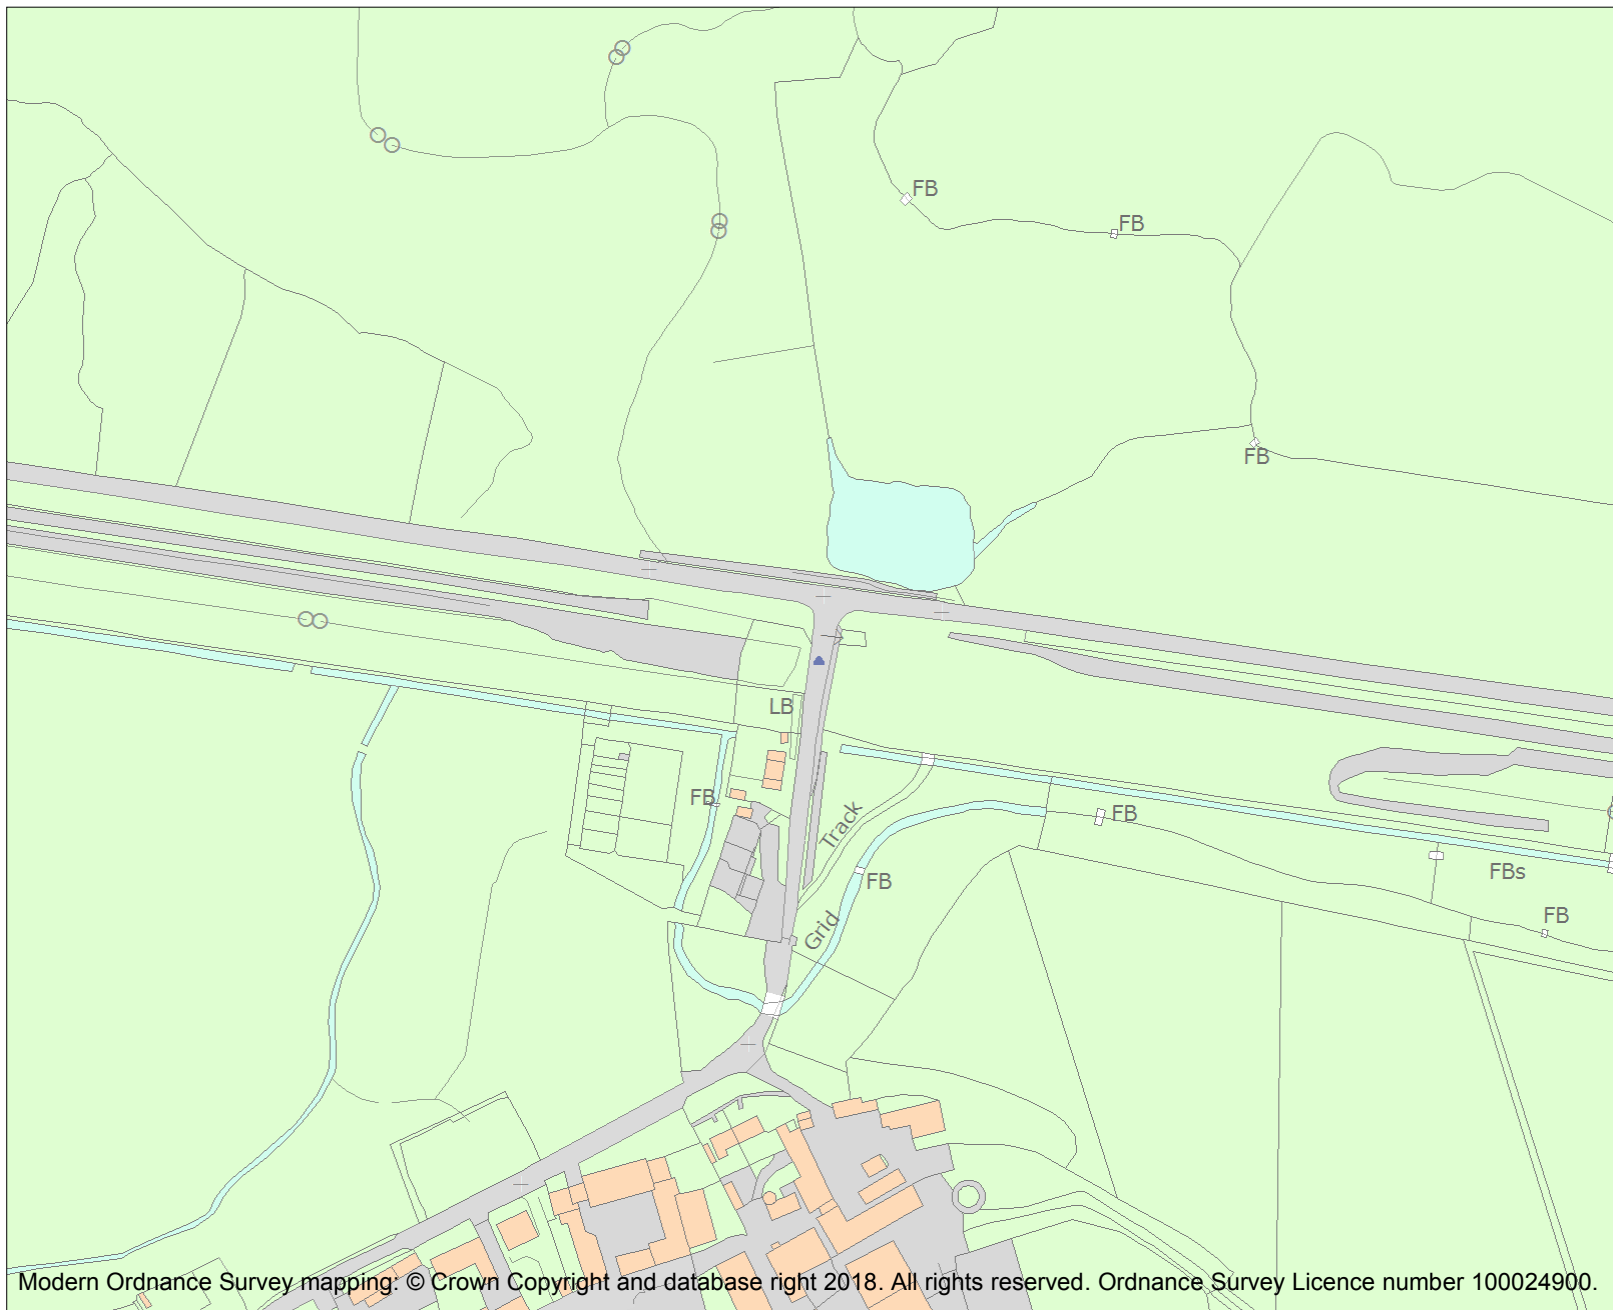 FB
FB
FB
LB
FB
Track
FB
FB
FBs
Grid
FB
Modern Ordnance Survey mapping: © Crown Copyright and database right 2018. All rights reserved. Ordnance Survey Licence number 100024900.